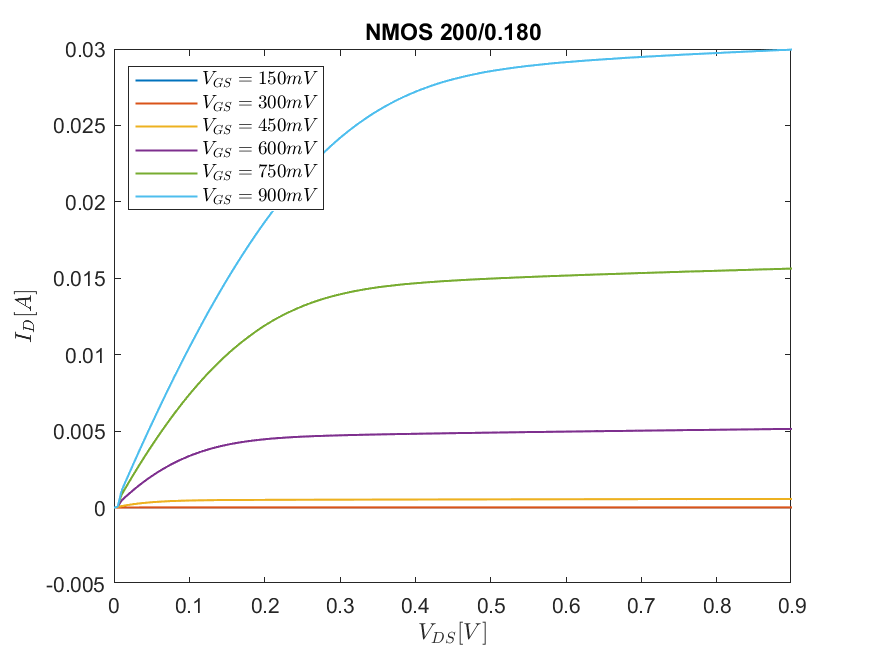 NMOS 200/0.180
0.03
0.025
0.02
0.015
0.01
0.005
0
-0.005
I_D[A]
V_GS = 150mV
V_GS = 300mV
V_GS = 450mV
V_GS = 600mV
V_GS = 750mV
V_GS = 900mV
0 0.1 0.2 0.3 0.4 0.5 0.6 0.7 0.8 0.9
V_DS[V]